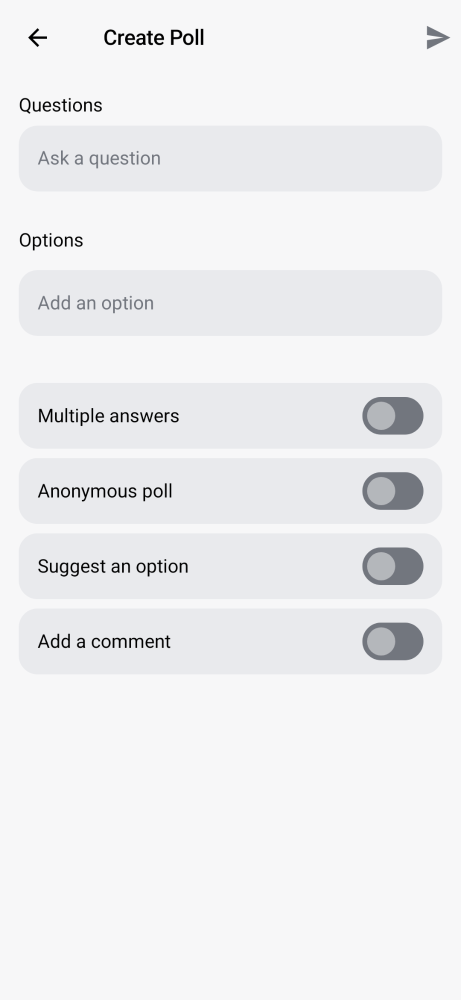 Create Poll
Questions
Ask a question
Options
Add an option
Multiple answers
Anonymous poll
Suggest an option
Add a comment